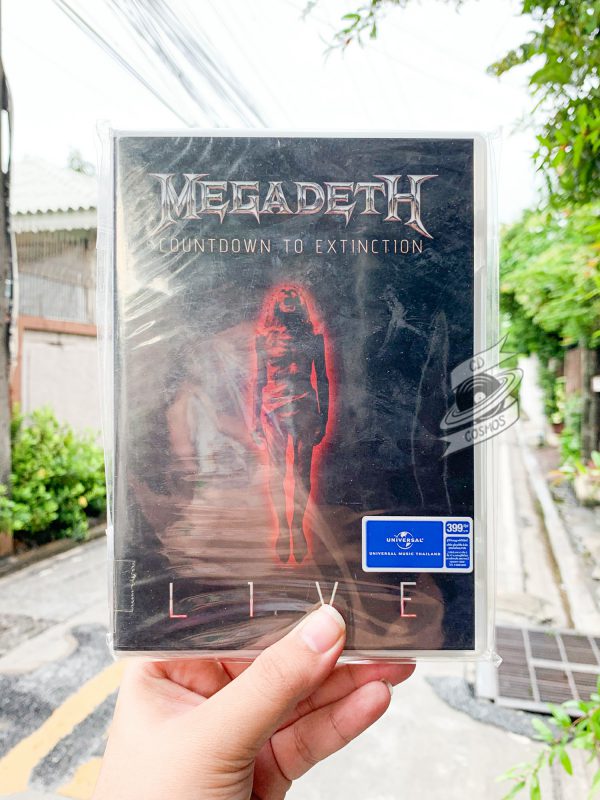 MEGADETH
COUNTDOWN TO EXTINCTION
CD
COSMOS
399
UNIVERSAL
UNIVERSAL MUSIC THAILAND
LIVE